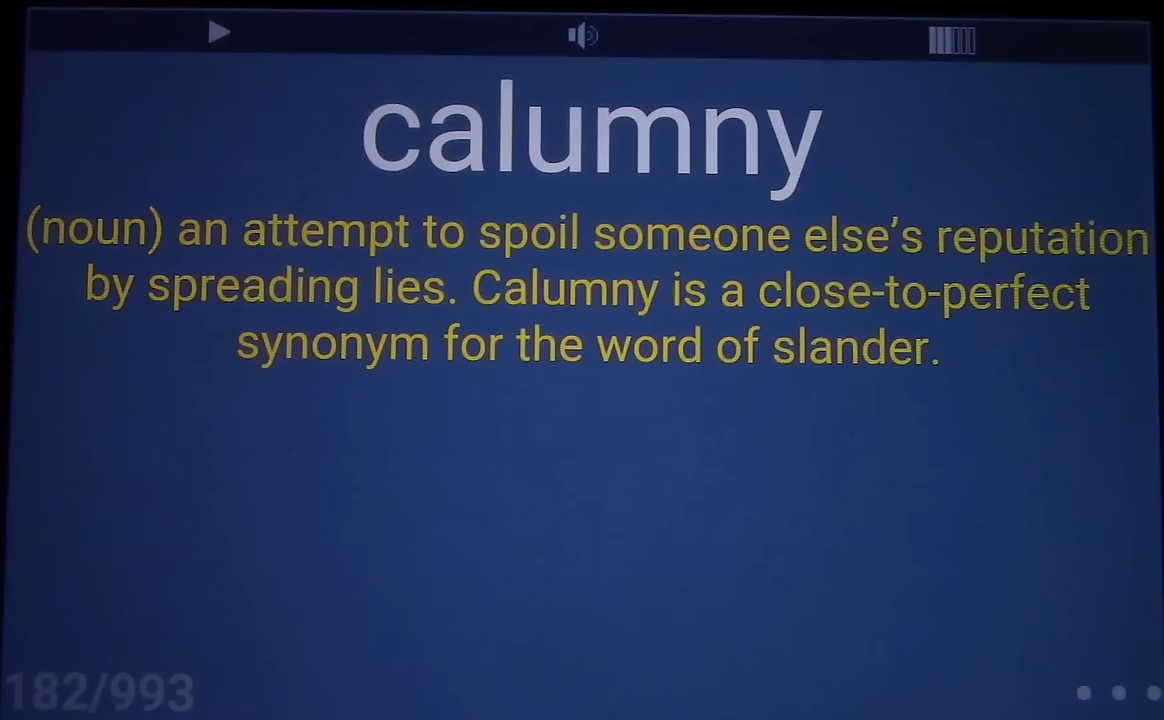 calumny
(noun) an attempt to spoil someone else’s reputation
by spreading lies. Calumny is a close-to-perfect
synonym for the word of slander.
182/993